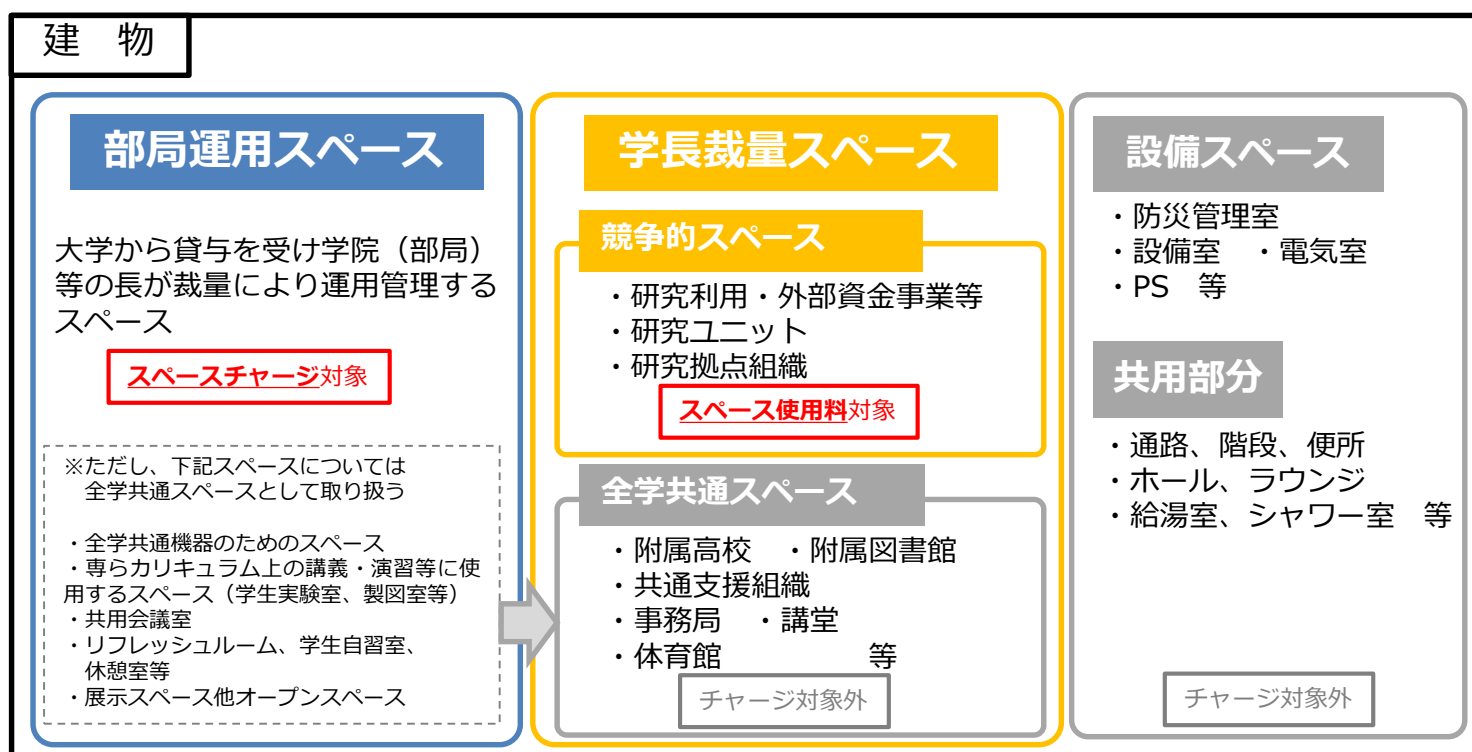 建　物
部局運用スペース
大学から貸与を受け学院（部局）
等の長が裁量により運用管理する
スペース
スペースチャージ対象
※ただし、下記スペースについては
全学共通スペースとして取り扱う
・全学共通機器のためのスペース
・専らカリキュラム上の講義・演習等に使
用するスペース（学生実験室、製図室等）
・共用会議室
・リフレッシュルーム、学生自習室、
休憩室等
・展示スペース他オープンスペース
学長裁量スペース
競争的スペース
・研究利用・外部資金事業等
・研究ユニット
・研究拠点組織
スペース使用料対象
全学共通スペース
・附属高校　・附属図書館
・共通支援組織
・事務局　・講堂
・体育館　　　　　等
チャージ対象外
設備スペース
・防災管理室
・設備室　・電気室
・PS　等
共用部分
・通路、階段、便所
・ホール、ラウンジ
・給湯室、シャワー室　等
チャージ対象外